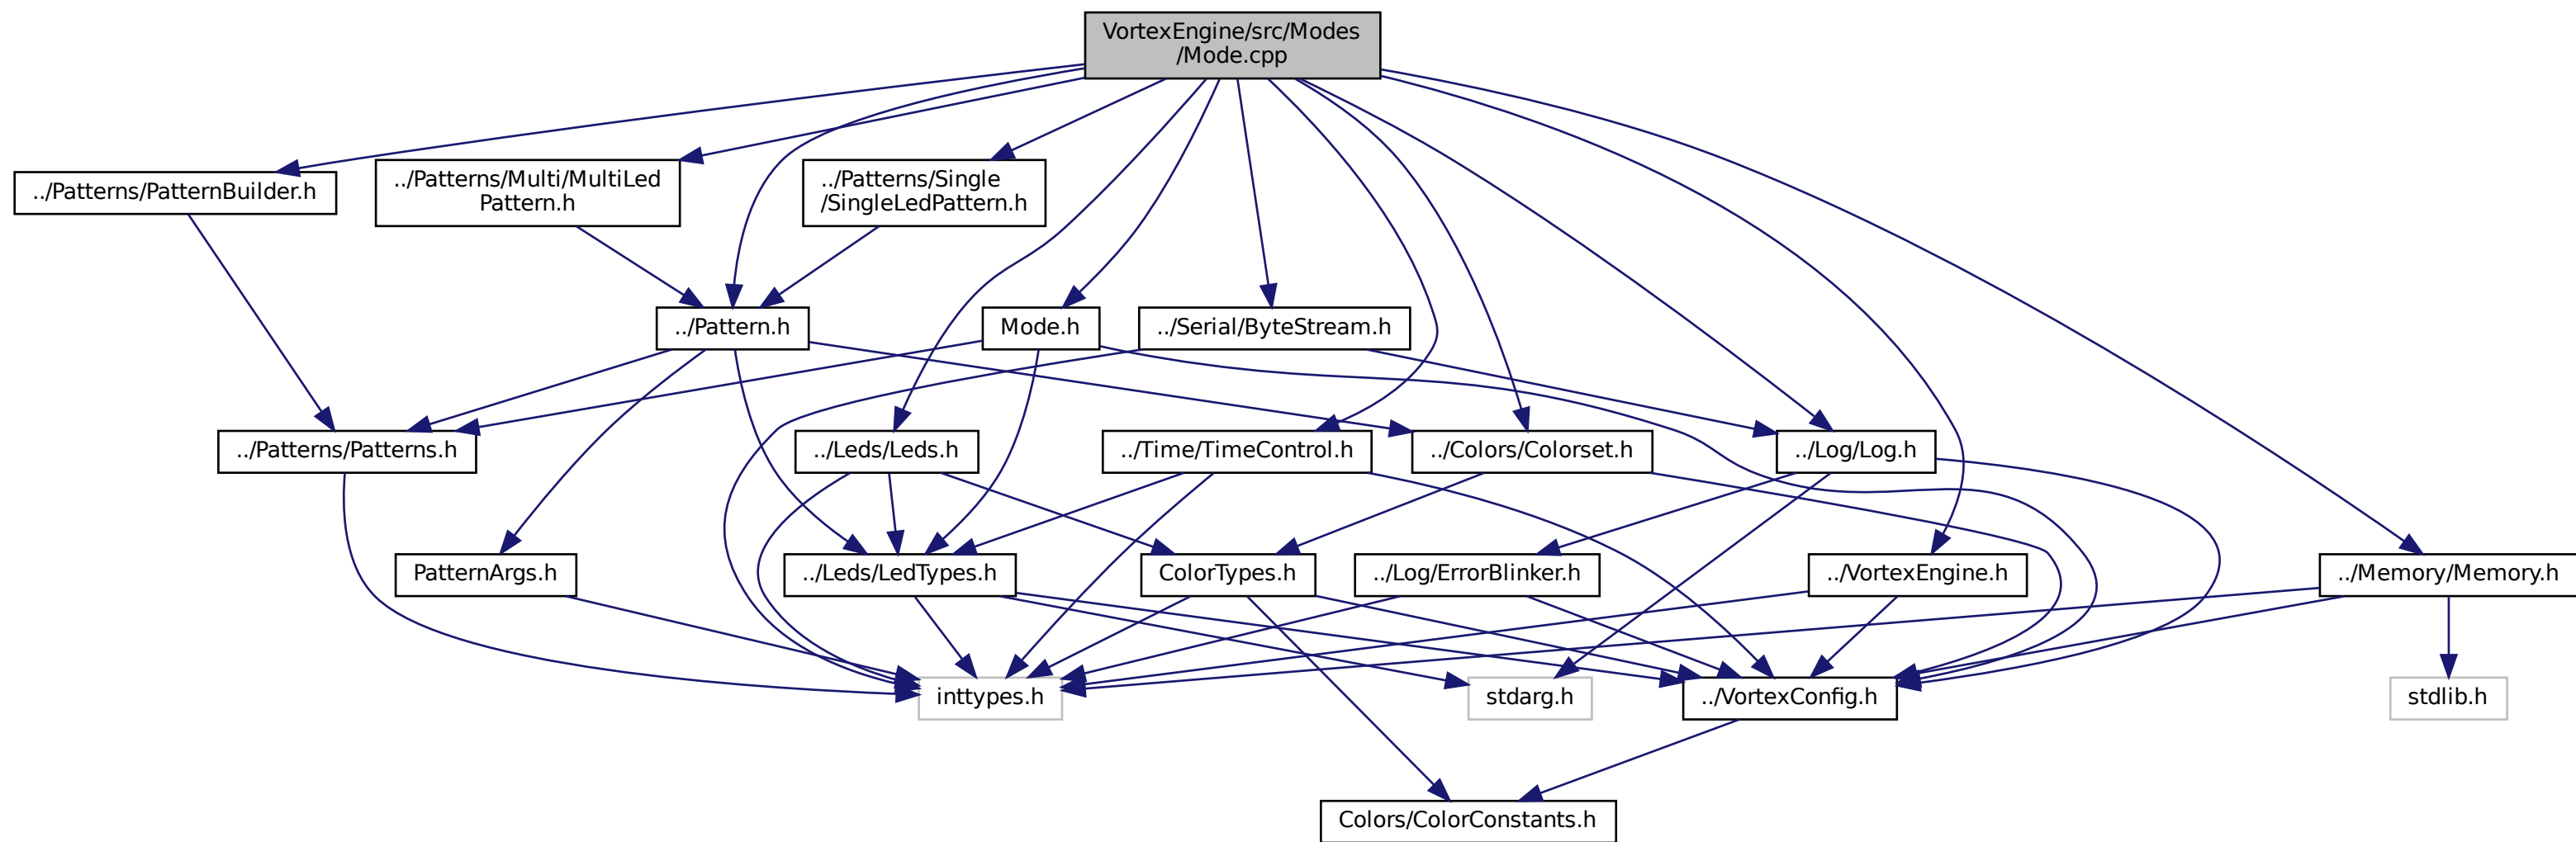 VortexEngine/src/Modes
/Mode.cpp
../Patterns/PatternBuilder.h
../Patterns/Multi/MultiLed
Pattern.h
../Patterns/Single
/SingleLedPattern.h
../Pattern.h
Mode.h
../Serial/ByteStream.h
../Patterns/Patterns.h
../Leds/Leds.h
../Time/TimeControl.h
../Colors/Colorset.h
../Log/Log.h
PatternArgs.h
../Leds/LedTypes.h
ColorTypes.h
../Log/ErrorBlinker.h
../VortexEngine.h
../Memory/Memory.h
inttypes.h
stdarg.h
../VortexConfig.h
stdlib.h
Colors/ColorConstants.h